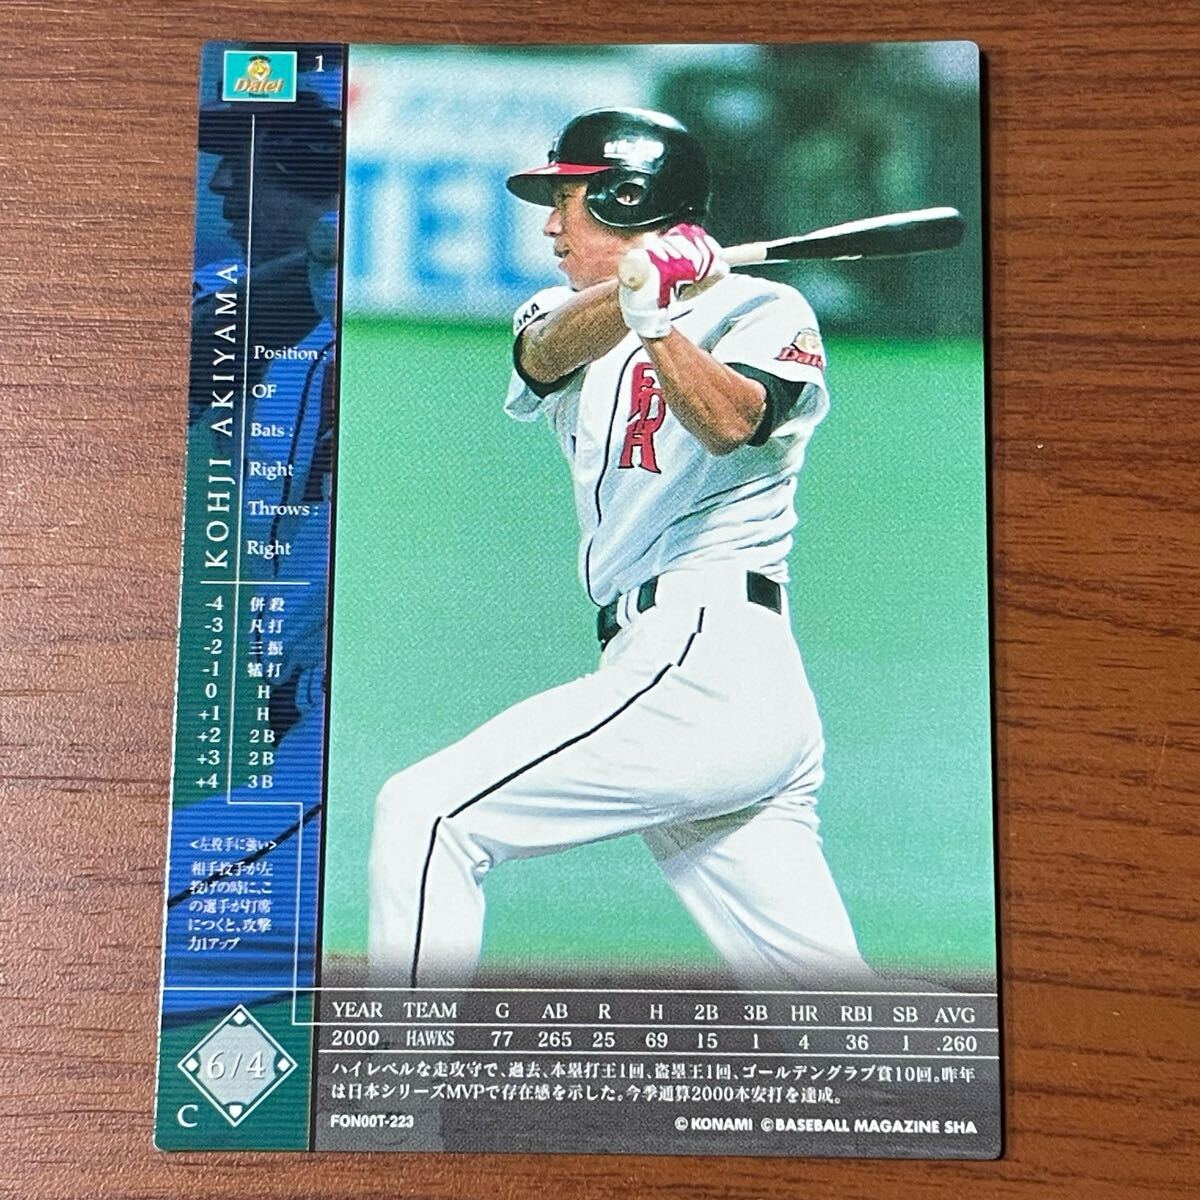 Daiei
1
KOHJI AKIYAMA
Position :
OF
Bats :
Right
Throws :
Right
-4 併殺
-3 凡打
-2 三振
-1 犠打
0 H
+1 H
+2 2B
+3 2B
+4 3B
<左投手に強い>
相手投手が左
投げの時に、こ
の選手が打席
につくと、攻撃
力1アップ
6/4
C
FDH
YEAR TEAM G AB R H 2B 3B HR RBI SB AVG
2000 HAWKS 77 265 25 69 15 1 4 36 1 .260
ハイレベルな走攻守で、過去、本塁打王1回、盗塁王1回、ゴールデングラブ賞10回。昨年
は日本シリーズMVPで存在感を示した。今季通算2000本安打を達成。
FON00T-223
©KONAMI ©BASEBALL MAGAZINE SHA